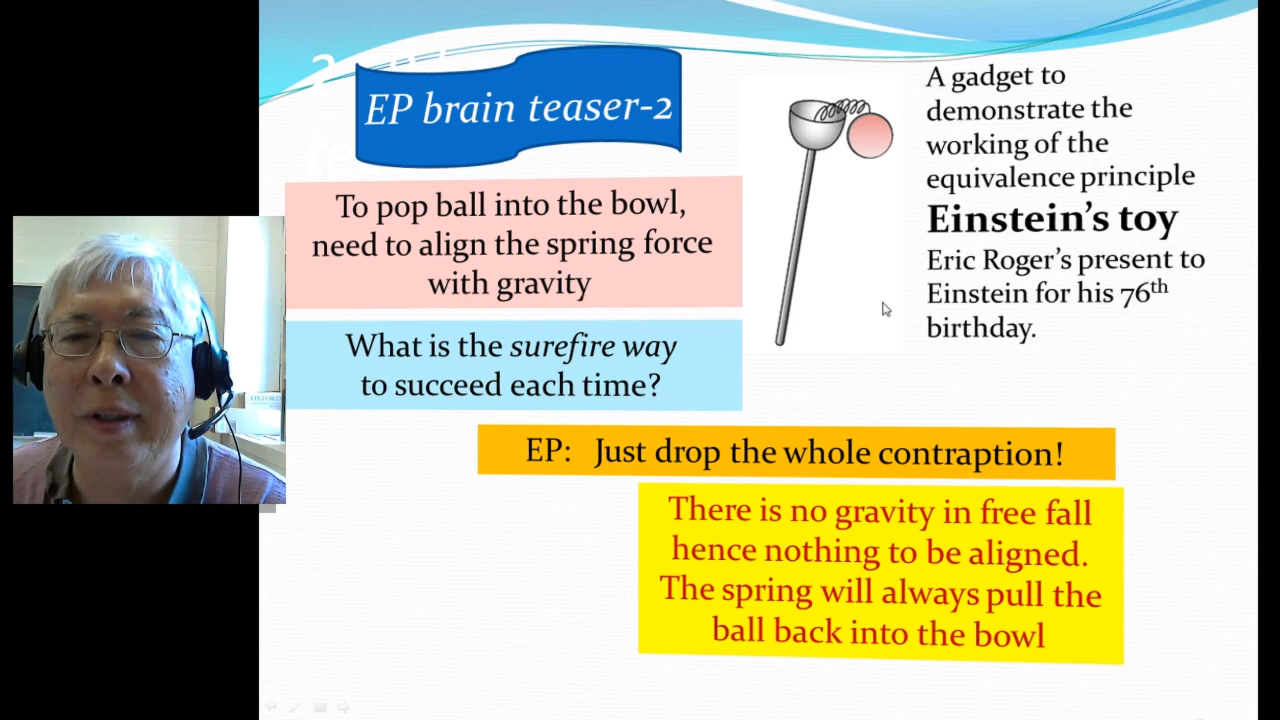 EP brain teaser-2
To pop ball into the bowl,
need to align the spring force
with gravity
What is the surefire way
to succeed each time?
A gadget to
demonstrate the
working of the
equivalence principle
Einstein's toy
Eric Roger's present to
Einstein for his 76th
birthday.
EP: Just drop the whole contraption!
There is no gravity in free fall
hence nothing to be aligned.
The spring will always pull the
ball back into the bowl
OXFORD